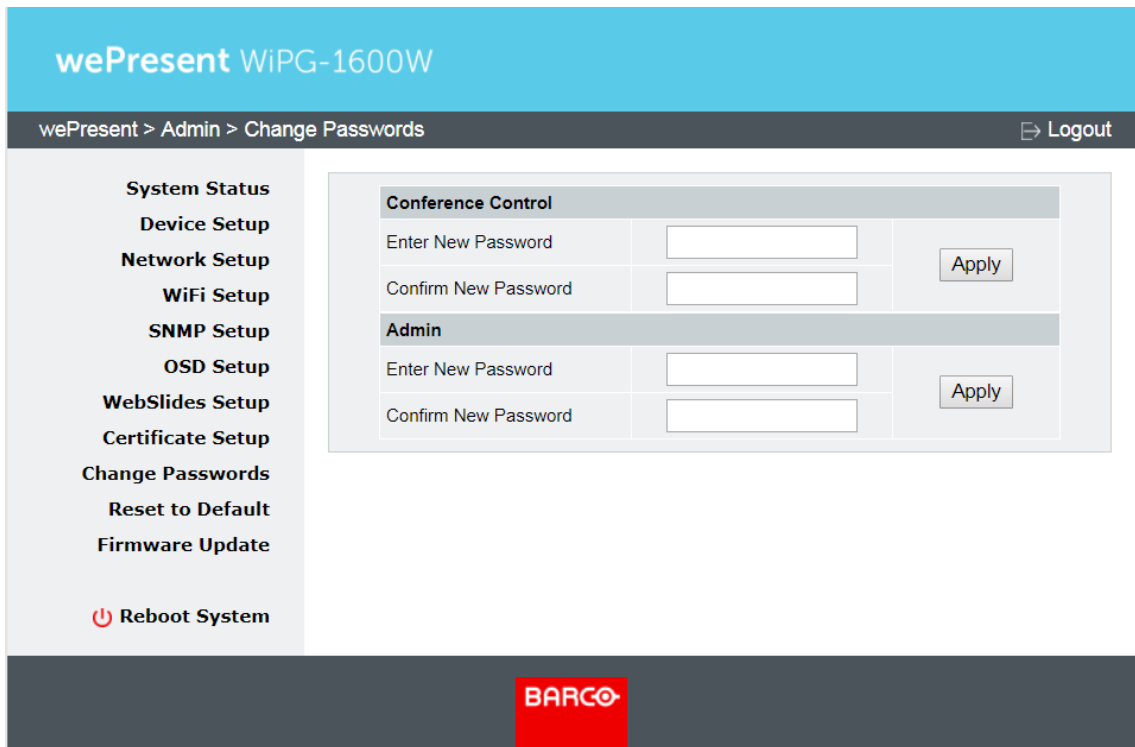 wePresent WiPG-1600W
wePresent > Admin > Change Passwords
Logout
System Status
Device Setup
Network Setup
WiFi Setup
SNMP Setup
OSD Setup
WebSlides Setup
Certificate Setup
Change Passwords
Reset to Default
Firmware Update
Reboot System
Conference Control
Enter New Password
Confirm New Password
Apply
Admin
Enter New Password
Confirm New Password
Apply
BARCO